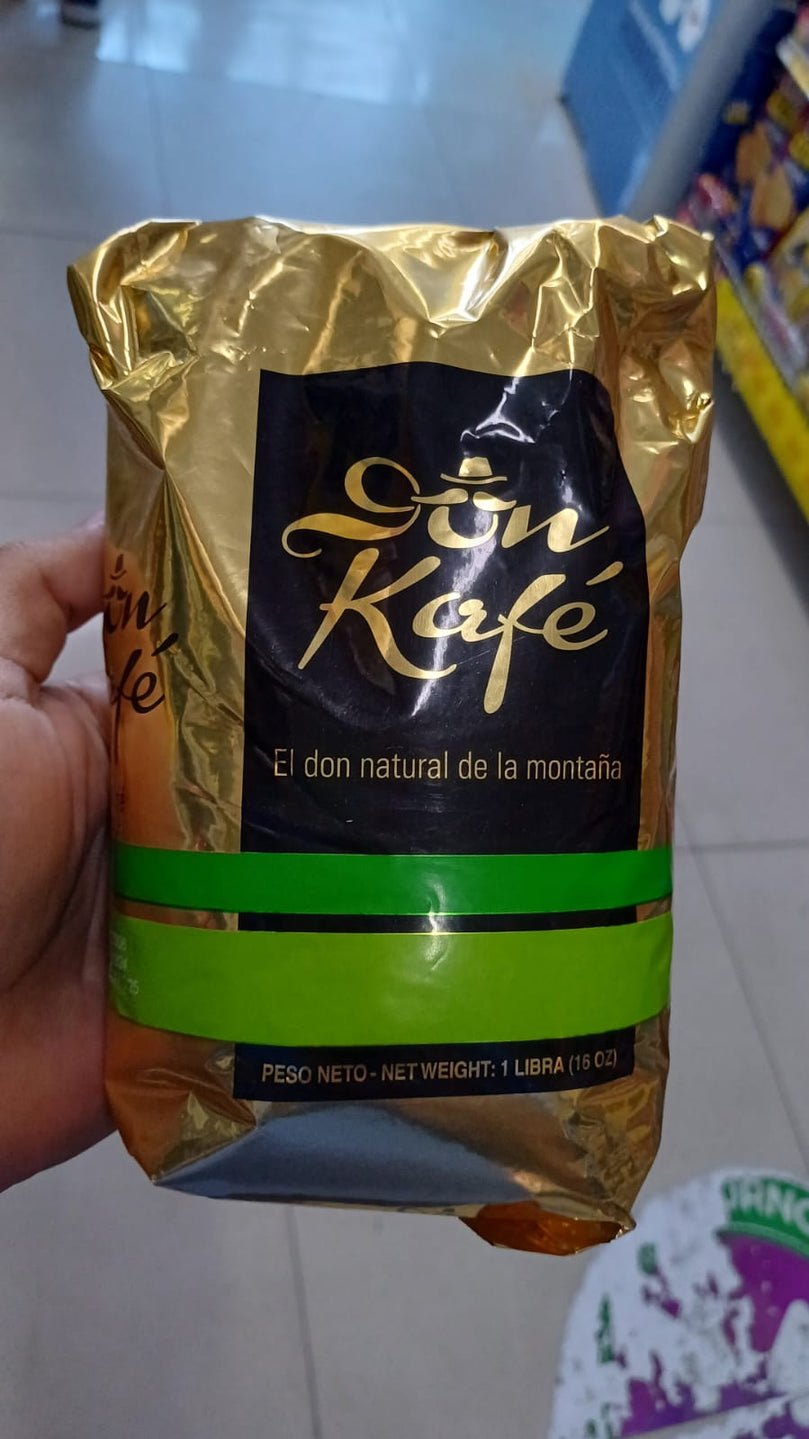 Don
Kafé
El don natural de la montaña
PESO NETO - NET WEIGHT: 1 LIBRA (16 OZ)